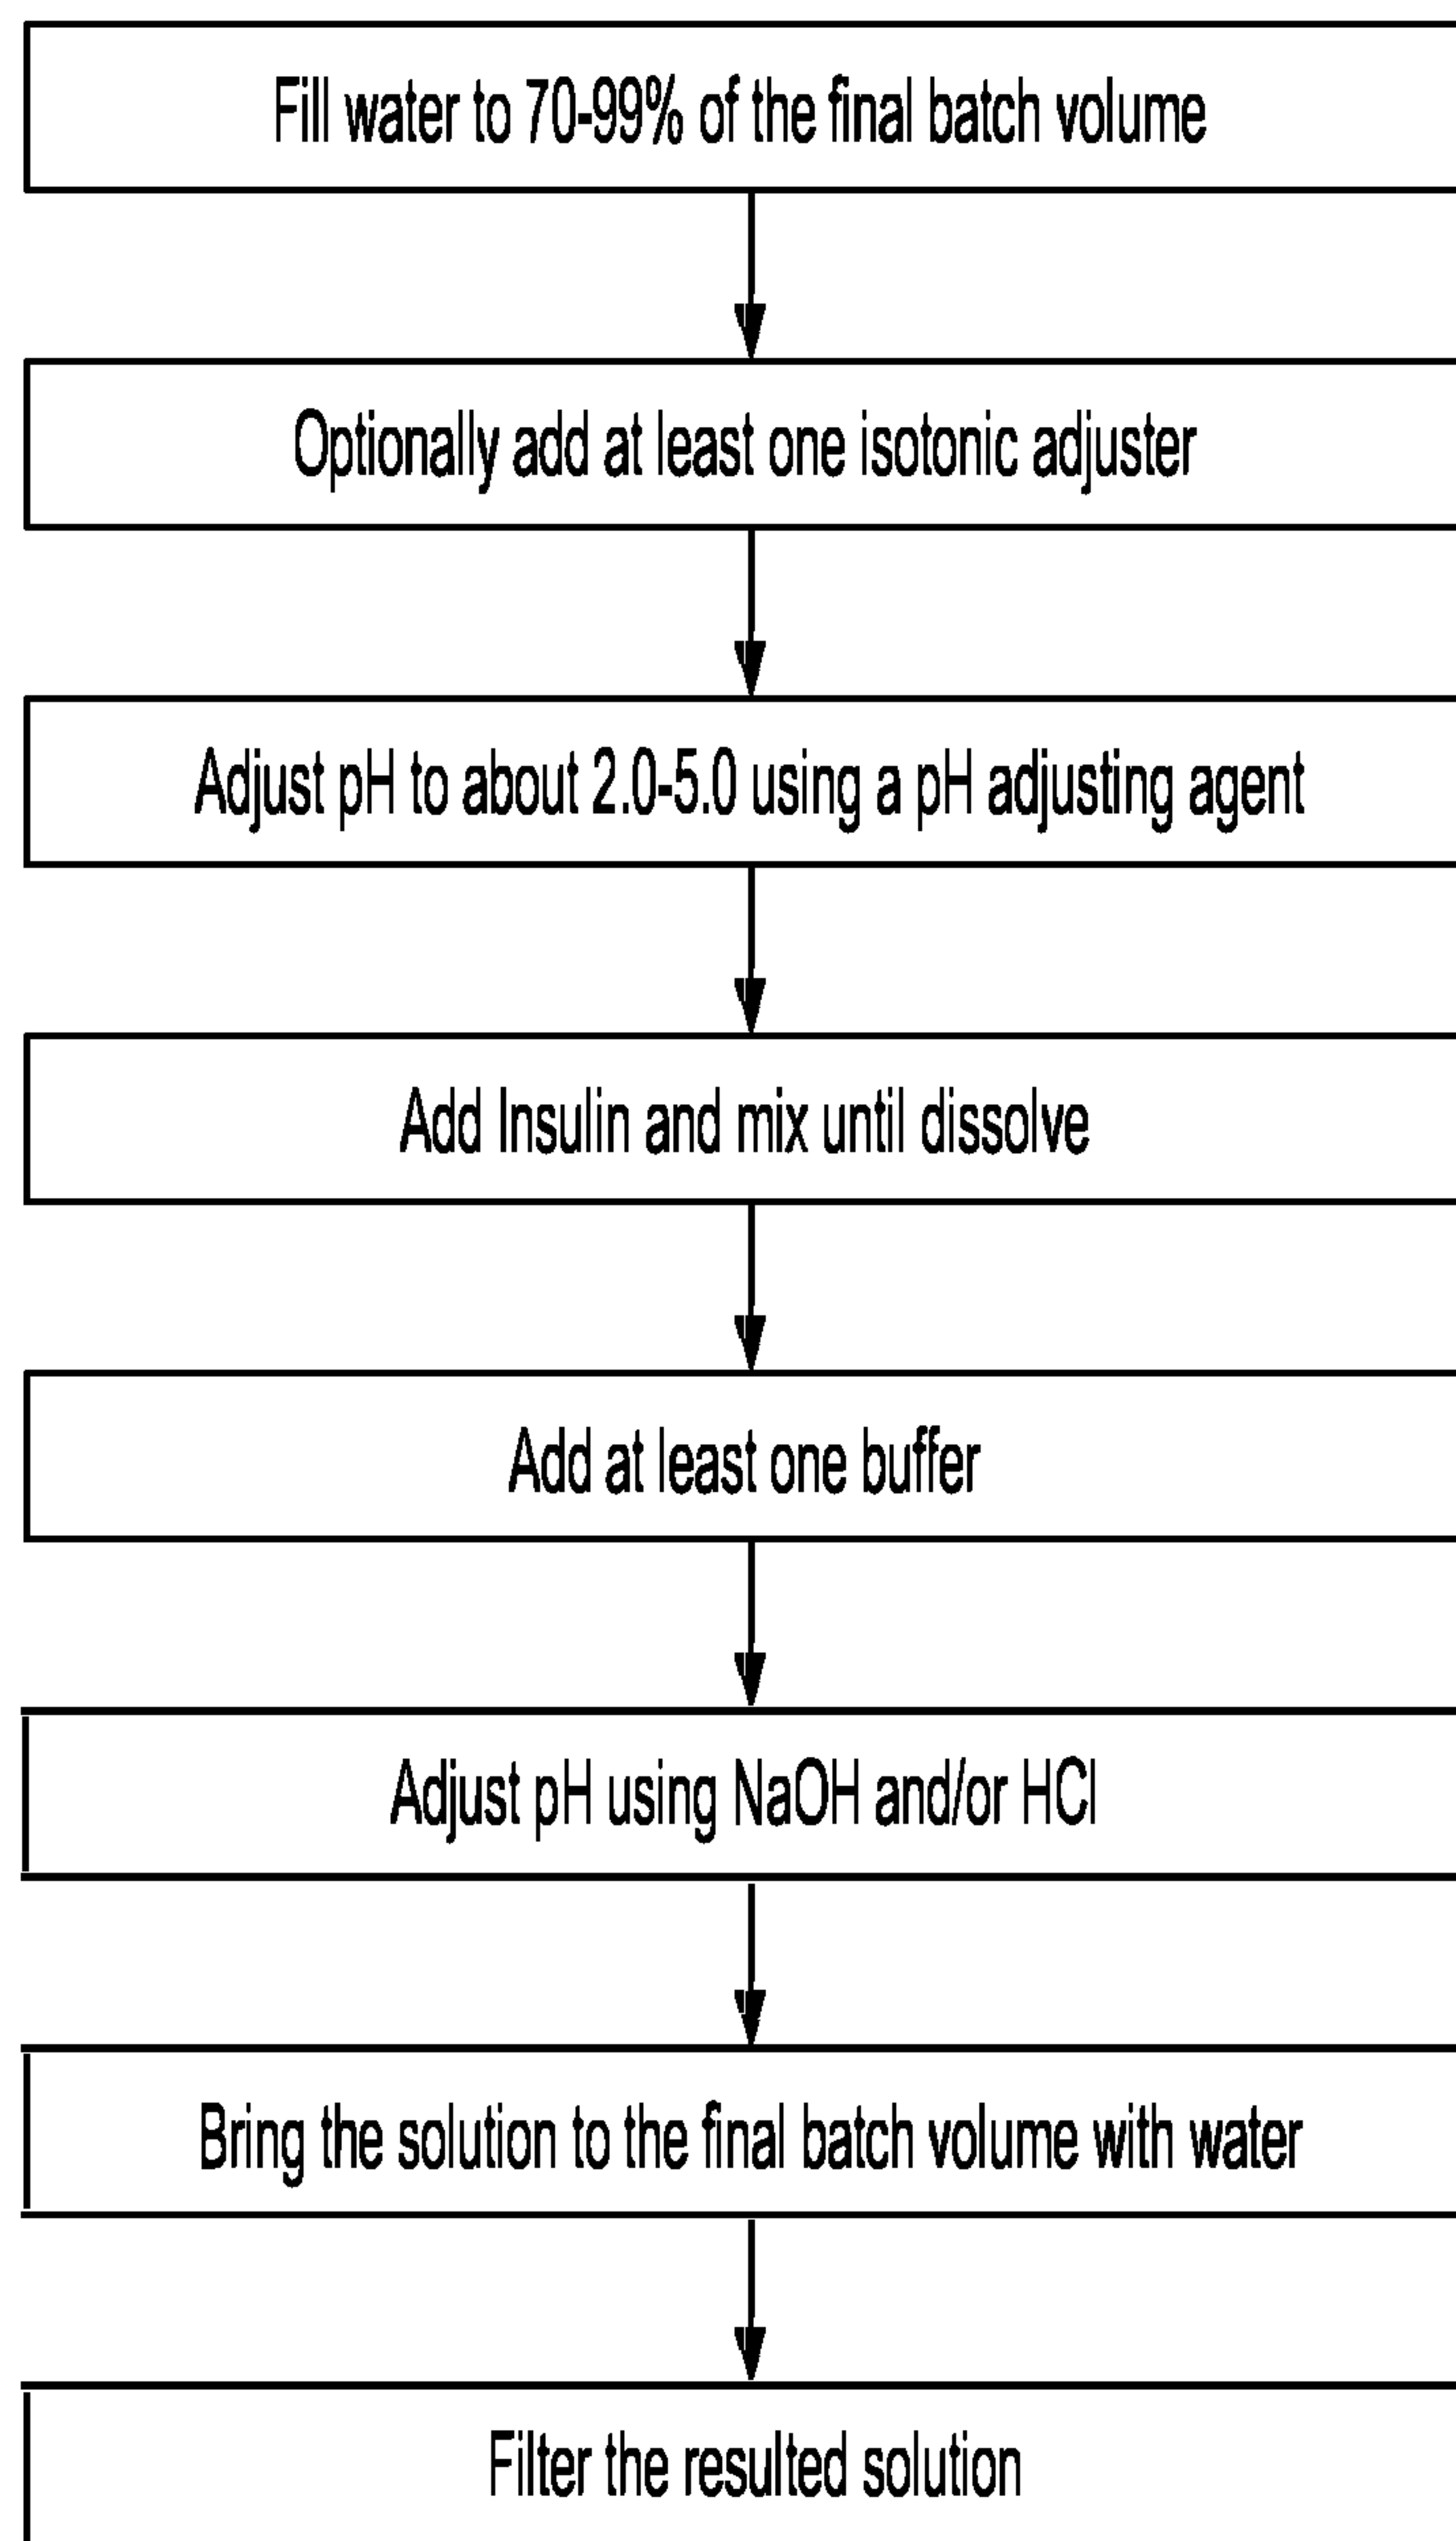 Fill water to 70-99% of the final batch volume
Optionally add at least one isotonic adjuster
Adjust pH to about 2.0-5.0 using a pH adjusting agent
Add Insulin and mix until dissolve
Add at least one buffer
Adjust pH using NaOH and/or HCl
Bring the solution to the final batch volume with water
Filter the resulted solution